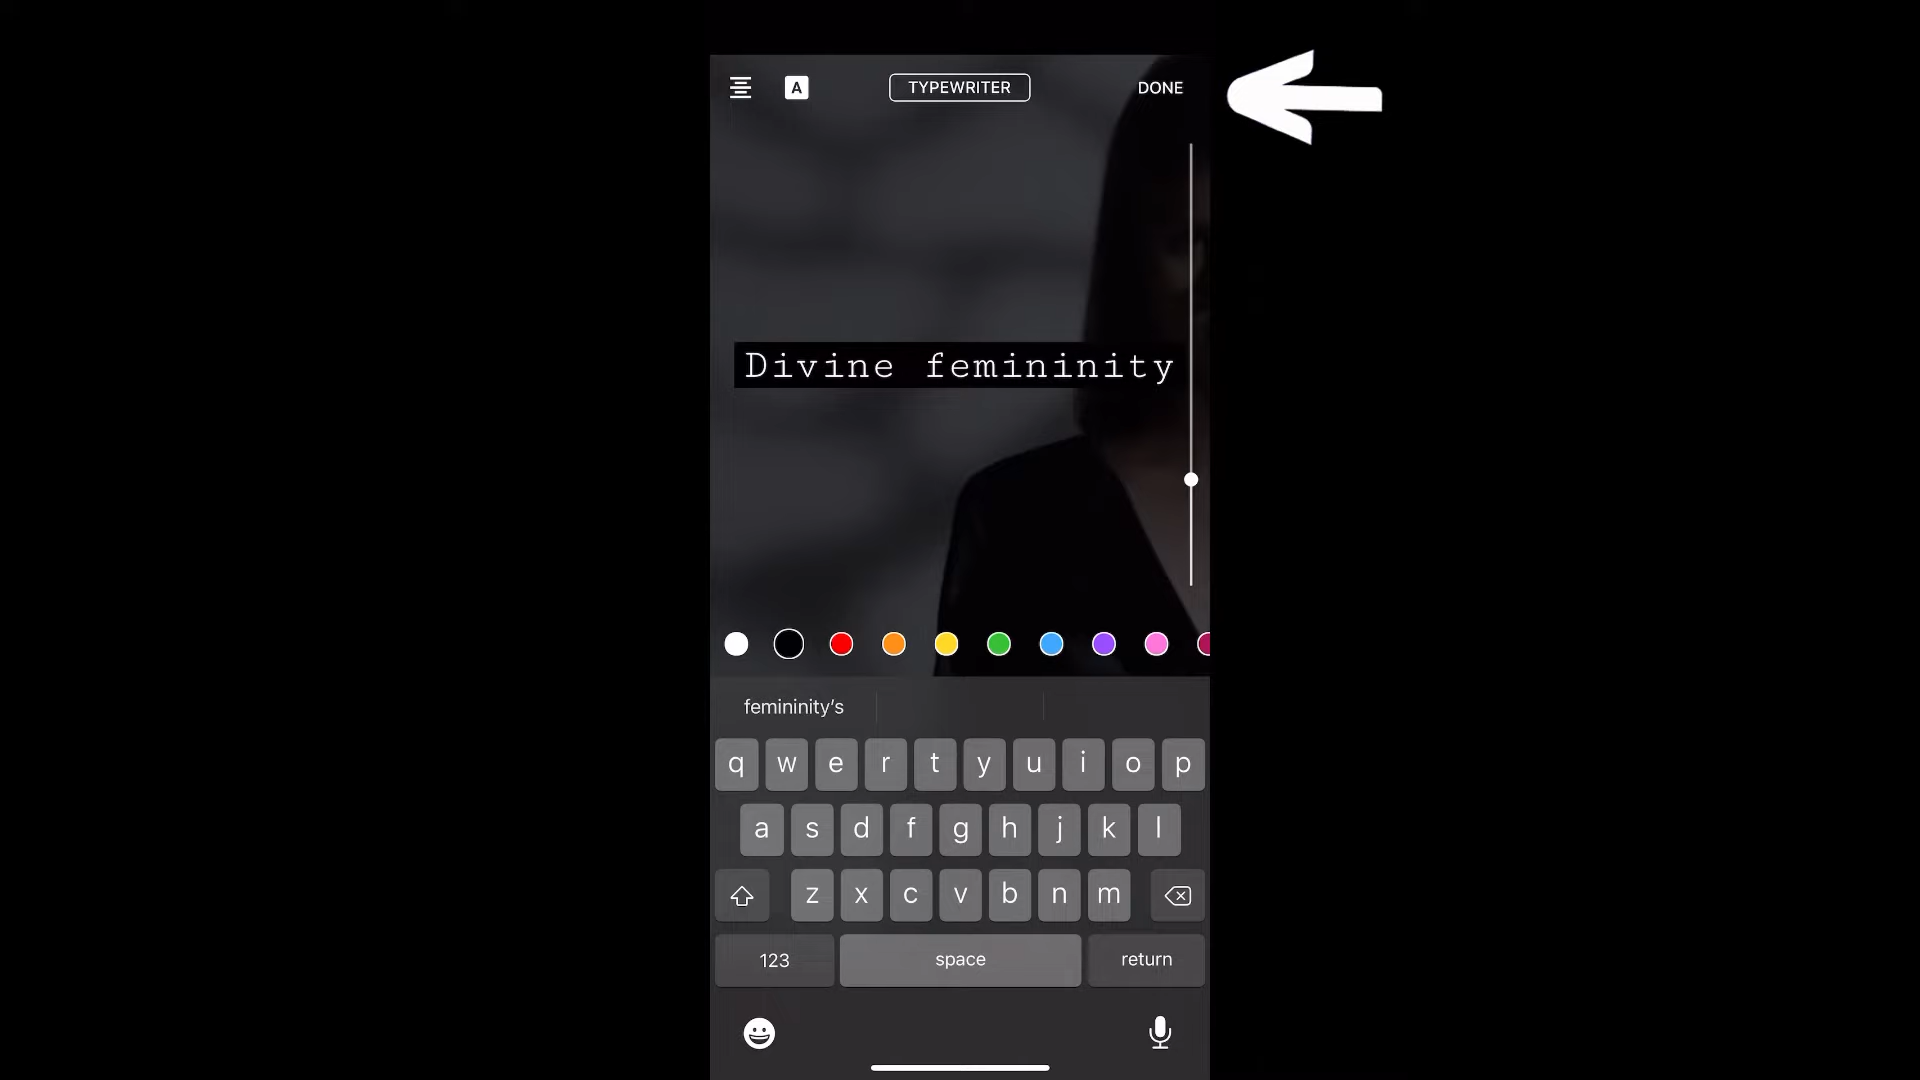 A TYPEWRITER DONE
Divine femininity
femininity's
q w e r t y u i o p
a s d f g h j k l
z x c v b n m
123 space return